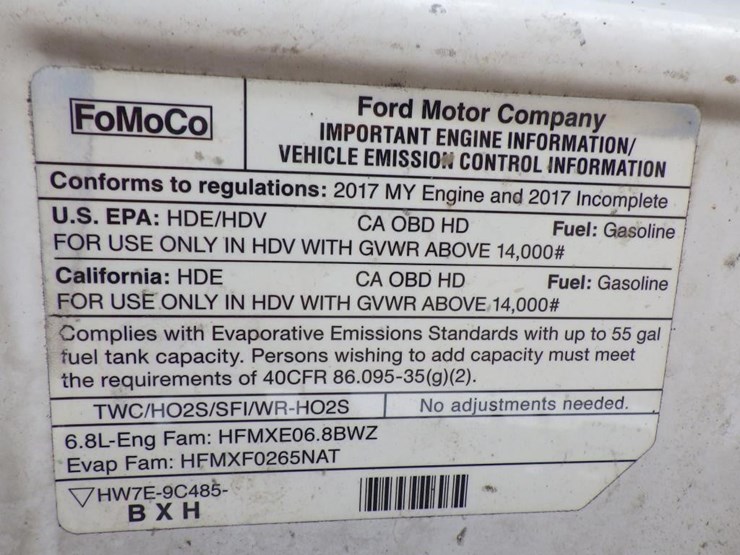 FoMoCo
Ford Motor Company
IMPORTANT ENGINE INFORMATION/
VEHICLE EMISSION CONTROL INFORMATION
Conforms to regulations: 2017 MY Engine and 2017 Incomplete
U.S. EPA: HDE/HDV CA OBD HD Fuel: Gasoline
FOR USE ONLY IN HDV WITH GVWR ABOVE 14,000#
California: HDE CA OBD HD Fuel: Gasoline
FOR USE ONLY IN HDV WITH GVWR ABOVE 14,000#
Complies with Evaporative Emissions Standards with up to 55 gal
fuel tank capacity. Persons wishing to add capacity must meet
the requirements of 40CFR 86.095-35(g)(2).
TWC/HO2S/SFI/WR-HO2S No adjustments needed.
6.8L-Eng Fam: HFMXE06.8BWZ
Evap Fam: HFMXF0265NAT
HW7E-9C485-
BXH